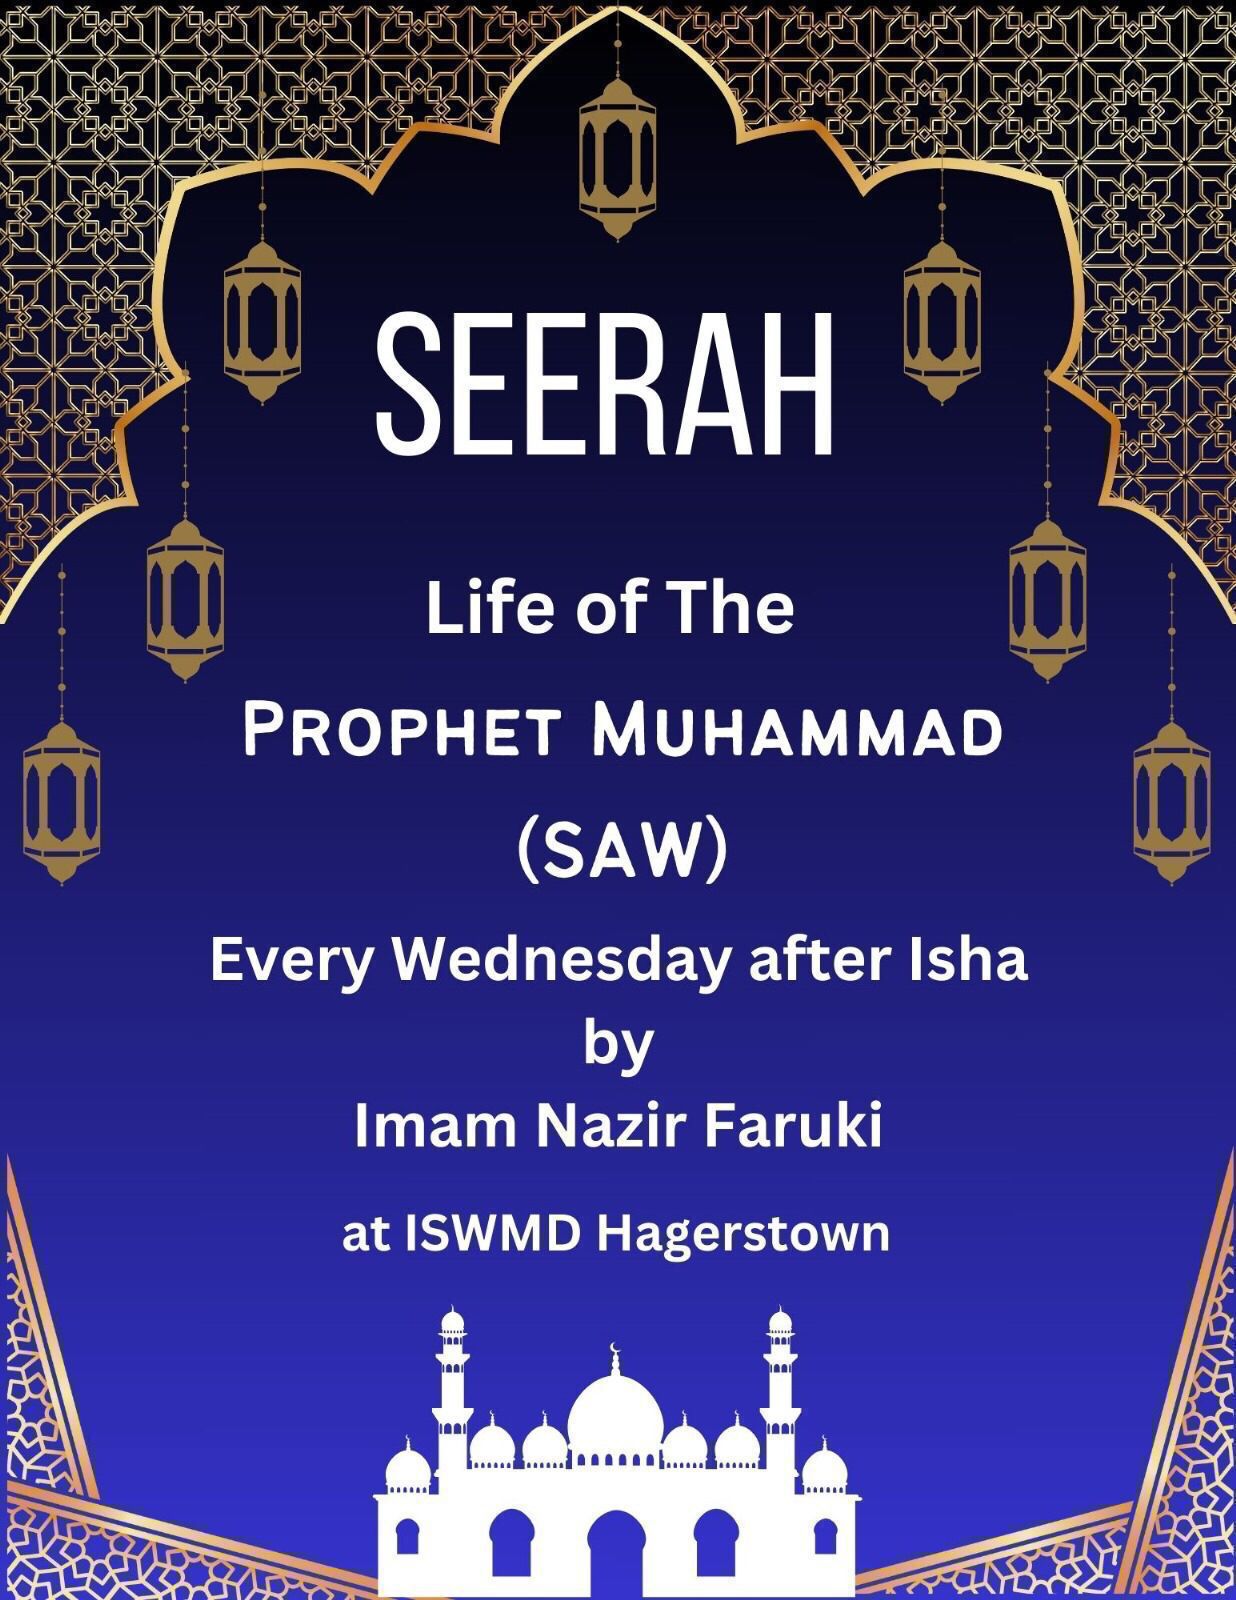 SEERAH
Life of The
PROPHET MUHAMMAD
(SAW)
Every Wednesday after Isha
by
Imam Nazir Faruki
at ISWMD Hagerstown